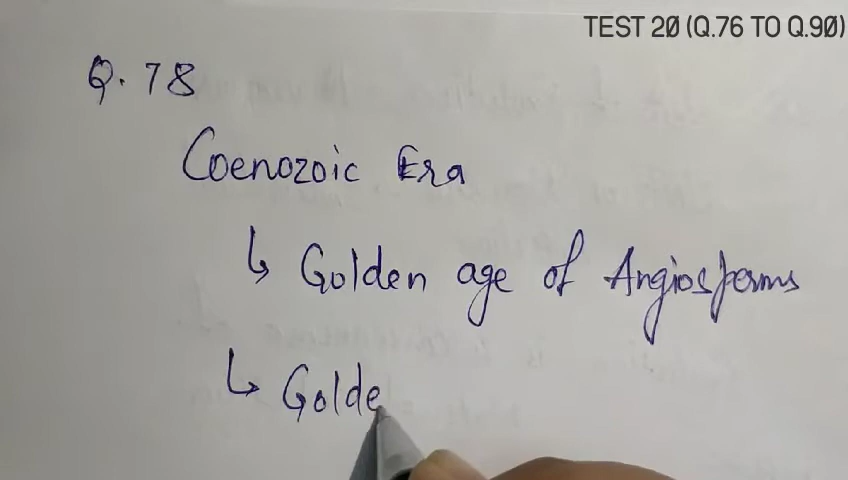 TEST 20 (Q.76 TO Q.90)
Q. 78
Coenozoic Era
↳ Golden age of Angiosperms
↳ Golde